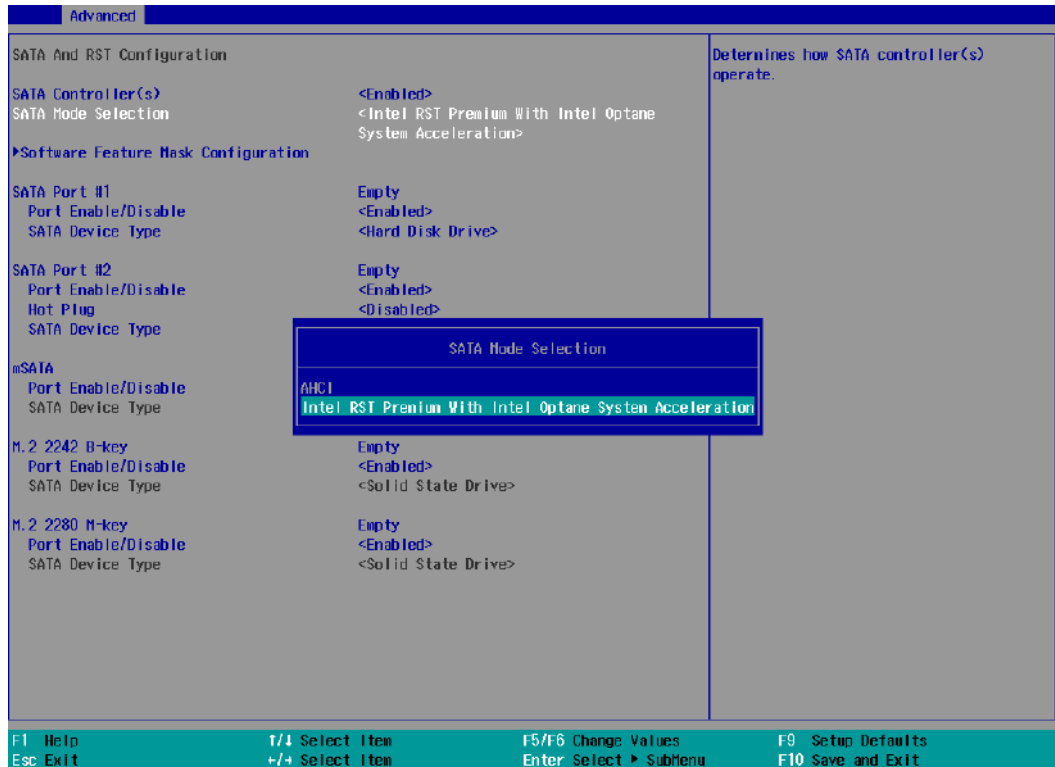 Advanced
SATA And RST Configuration
Determines how SATA controller(s)
operate.
SATA Controller(s) <Enabled>
SATA Mode Selection <Intel RST Premium With Intel Optane
System Acceleration>
▶Software Feature Mask Configuration
SATA Port #1 Empty
Port Enable/Disable <Enabled>
SATA Device Type <Hard Disk Drive>
SATA Port #2 Empty
Port Enable/Disable <Enabled>
Hot Plug <Disabled>
SATA Device Type
SATA Mode Selection
mSATA
Port Enable/Disable
AHCI
SATA Device Type
Intel RST Premium With Intel Optane System Acceleration
M.2 2242 B-key Empty
Port Enable/Disable <Enabled>
SATA Device Type <Solid State Drive>
M.2 2280 M-key Empty
Port Enable/Disable <Enabled>
SATA Device Type <Solid State Drive>
F1 Help ↑/↓ Select Item F5/F6 Change Values F9 Setup Defaults
Esc Exit ←/→ Select Item Enter Select ▶ SubMenu F10 Save and Exit